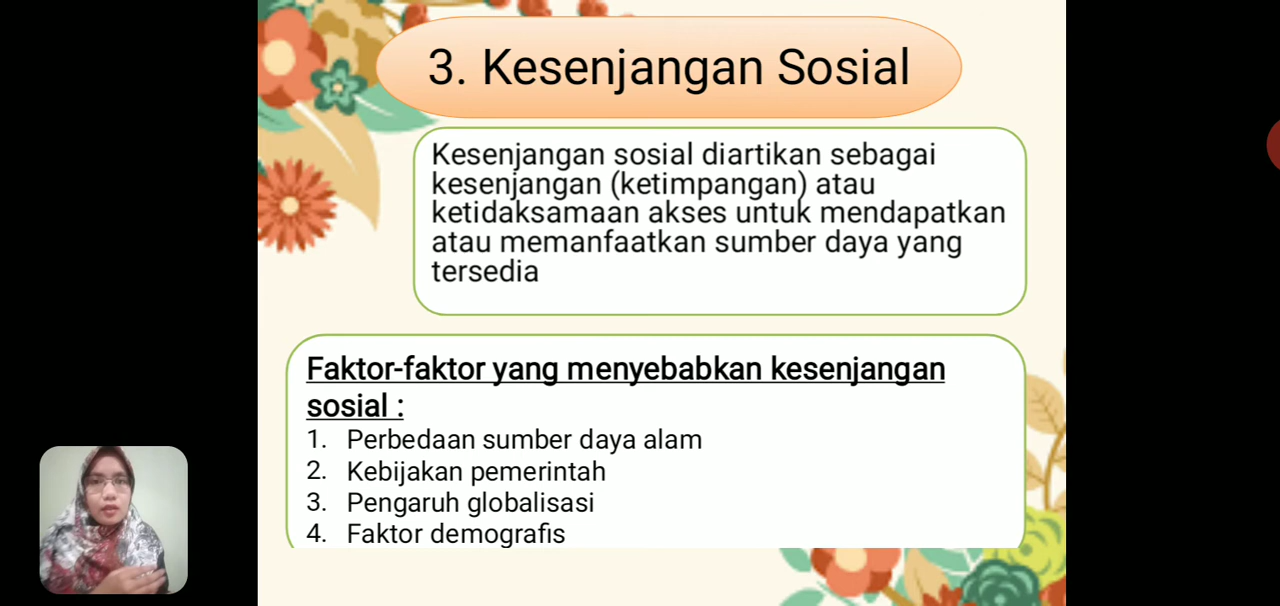 3. Kesenjangan Sosial
Kesenjangan sosial diartikan sebagai
kesenjangan (ketimpangan) atau
ketidaksamaan akses untuk mendapatkan
atau memanfaatkan sumber daya yang
tersedia
Faktor-faktor yang menyebabkan kesenjangan
sosial :
1. Perbedaan sumber daya alam
2. Kebijakan pemerintah
3. Pengaruh globalisasi
4. Faktor demografis